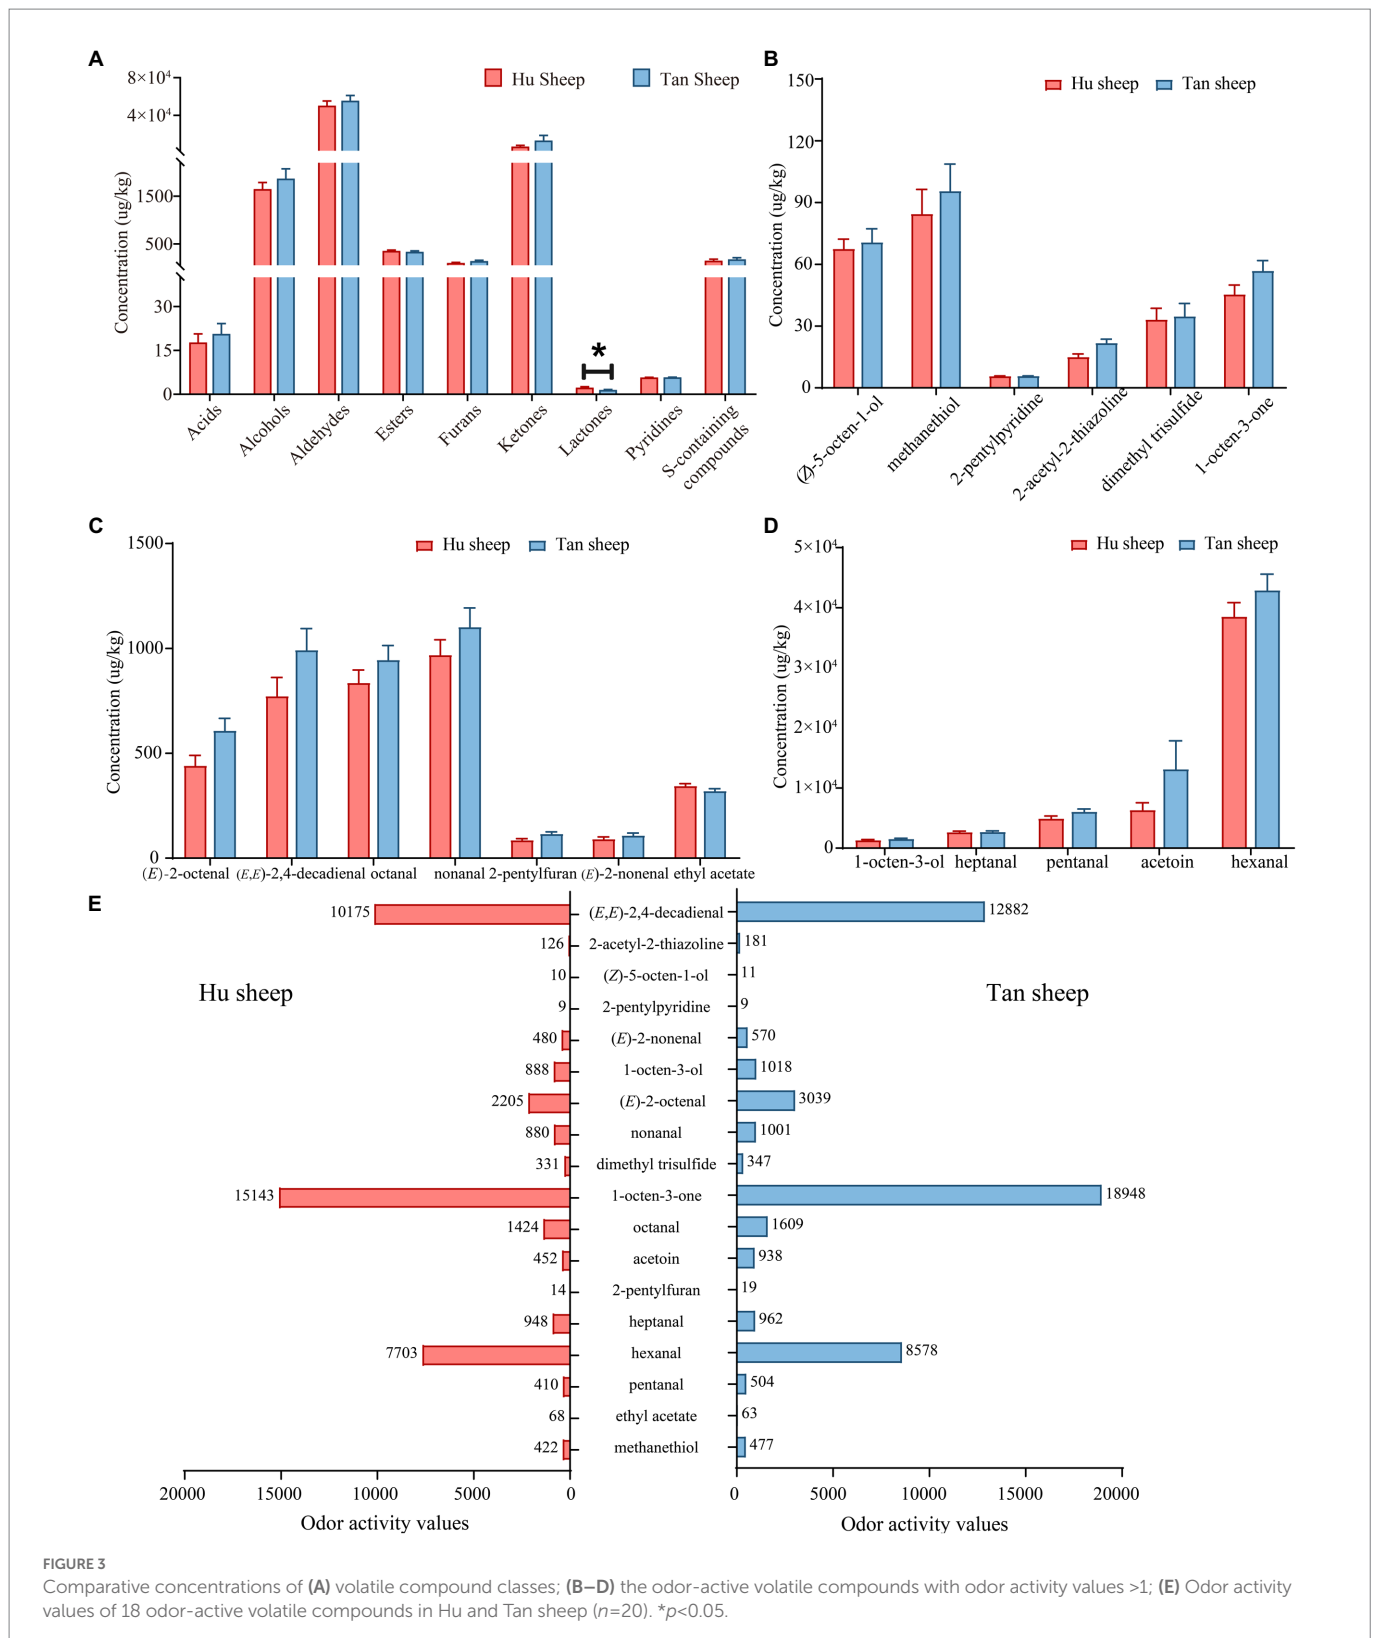 A
Hu Sheep
Tan Sheep
Concentration (ug/kg)
8×10⁴
4×10⁴
1500
500
30
15
0
*
Acids
Alcohols
Aldehydes
Esters
Furans
Ketones
Lactones
Pyridines
S-containing
compounds
B
Hu sheep
Tan sheep
Concentration (ug/kg)
150
120
90
60
30
0
(Z)-5-octen-1-ol
methanethiol
2-pentylpyridine
2-acetyl-2-thiazoline
dimethyl trisulfide
1-octen-3-one
C
Hu sheep
Tan sheep
Concentration (ug/kg)
1500
1000
500
0
(E)-2-octenal
(E,E)-2,4-decadienal
octanal
nonanal
2-pentylfuran
(E)-2-nonenal
ethyl acetate
D
Hu sheep
Tan sheep
Concentration (ug/kg)
5×10⁴
4×10⁴
3×10⁴
2×10⁴
1×10⁴
0
1-octen-3-ol
heptanal
pentanal
acetoin
hexanal
E
Hu sheep
Tan sheep
10175 (E,E)-2,4-decadienal 12882
126 2-acetyl-2-thiazoline 181
10 (Z)-5-octen-1-ol 11
9 2-pentylpyridine 9
480 (E)-2-nonenal 570
888 1-octen-3-ol 1018
2205 (E)-2-octenal 3039
880 nonanal 1001
331 dimethyl trisulfide 347
15143 1-octen-3-one 18948
1424 octanal 1609
452 acetoin 938
14 2-pentylfuran 19
948 heptanal 962
7703 hexanal 8578
410 pentanal 504
68 ethyl acetate 63
422 methanethiol 477
20000 15000 10000 5000 0
0 5000 10000 15000 20000
Odor activity values
Odor activity values
FIGURE 3
Comparative concentrations of (A) volatile compound classes; (B–D) the odor-active volatile compounds with odor activity values >1; (E) Odor activity
values of 18 odor-active volatile compounds in Hu and Tan sheep (n=20). *p<0.05.